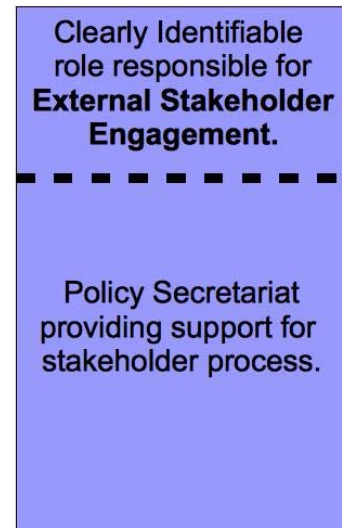 Clearly Identifiable
role responsible for
External Stakeholder
Engagement.
Policy Secretariat
providing support for
stakeholder process.